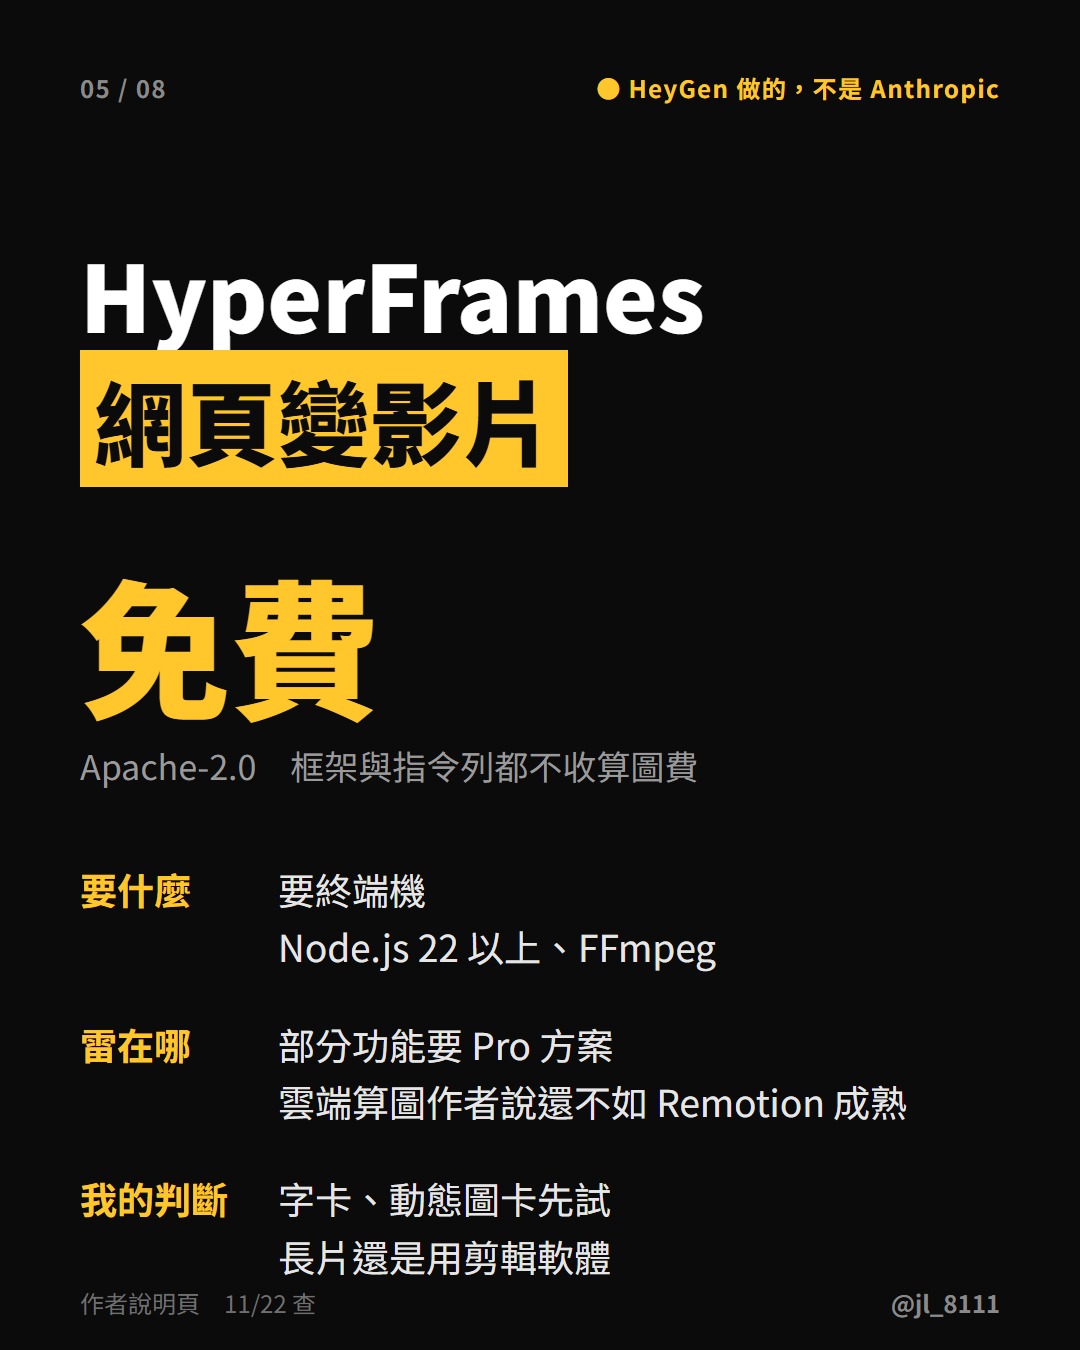 05 / 08
● HeyGen 做的，不是 Anthropic
HyperFrames
網頁變影片
免費
Apache-2.0　框架與指令列都不收算圖費
要什麼
要終端機
Node.js 22 以上、FFmpeg
雷在哪
部分功能要 Pro 方案
雲端算圖作者說還不如 Remotion 成熟
我的判斷
字卡、動態圖卡先試
長片還是用剪輯軟體
作者說明頁　11/22 查
@jl_8111